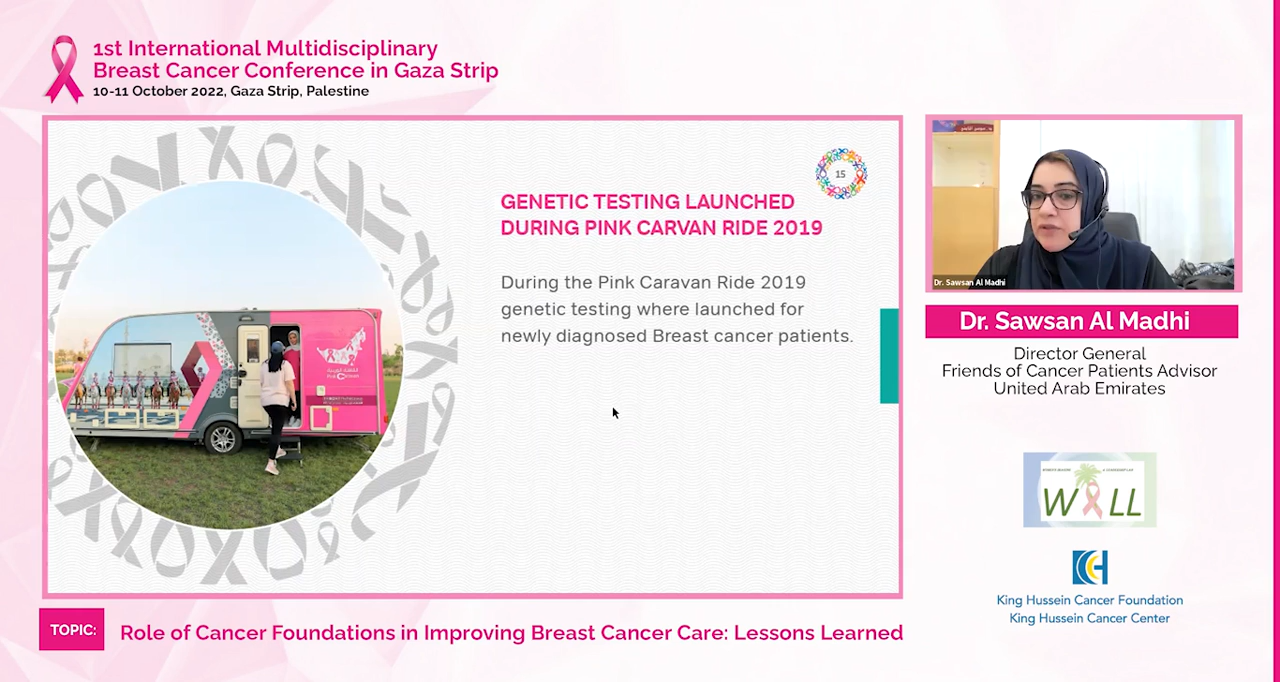 1st International Multidisciplinary
Breast Cancer Conference in Gaza Strip
10-11 October 2022, Gaza Strip, Palestine
15
GENETIC TESTING LAUNCHED
DURING PINK CARVAN RIDE 2019
During the Pink Caravan Ride 2019
genetic testing where launched for
newly diagnosed Breast cancer patients.
القافلة الوردية
Dr. Sawsan Al Madhi
Dr. Sawsan Al Madhi
Director General
Friends of Cancer Patients Advisor
United Arab Emirates
W LL
King Hussein Cancer Foundation
King Hussein Cancer Center
TOPIC:
Role of Cancer Foundations in Improving Breast Cancer Care: Lessons Learned